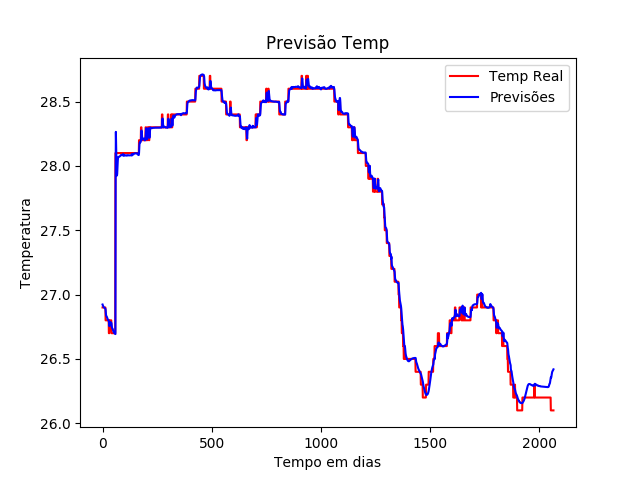 Previsão Temp
Temp Real
Previsões
Temperatura
28.5
28.0
27.5
27.0
26.5
26.0
0
500
1000
1500
2000
Tempo em dias